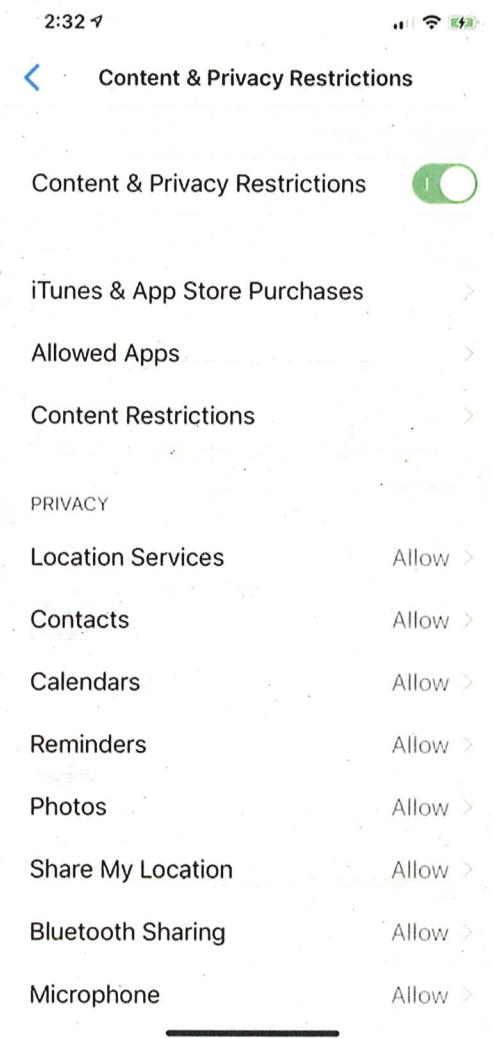 2:32
Content & Privacy Restrictions
Content & Privacy Restrictions
iTunes & App Store Purchases
Allowed Apps
Content Restrictions
PRIVACY
Location Services Allow
Contacts Allow
Calendars Allow
Reminders Allow
Photos Allow
Share My Location Allow
Bluetooth Sharing Allow
Microphone Allow